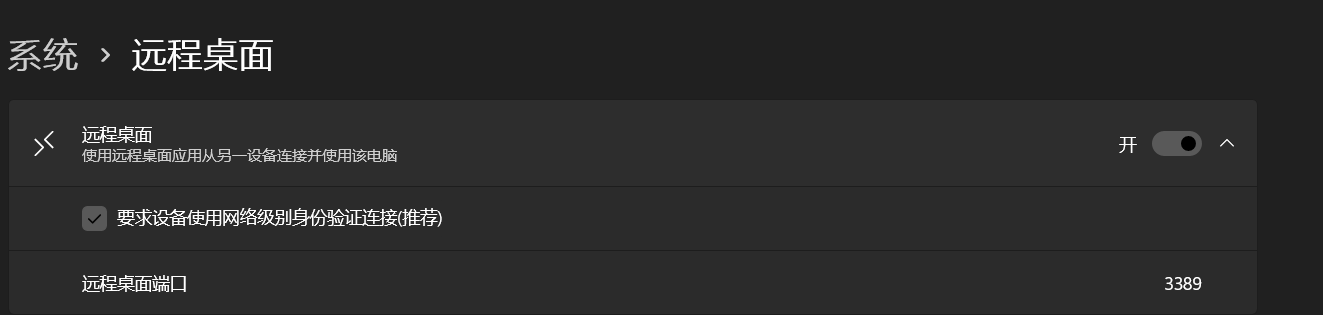 系统 › 远程桌面
远程桌面
使用远程桌面应用从另一设备连接并使用该电脑
开
要求设备使用网络级别身份验证连接(推荐)
远程桌面端口
3389